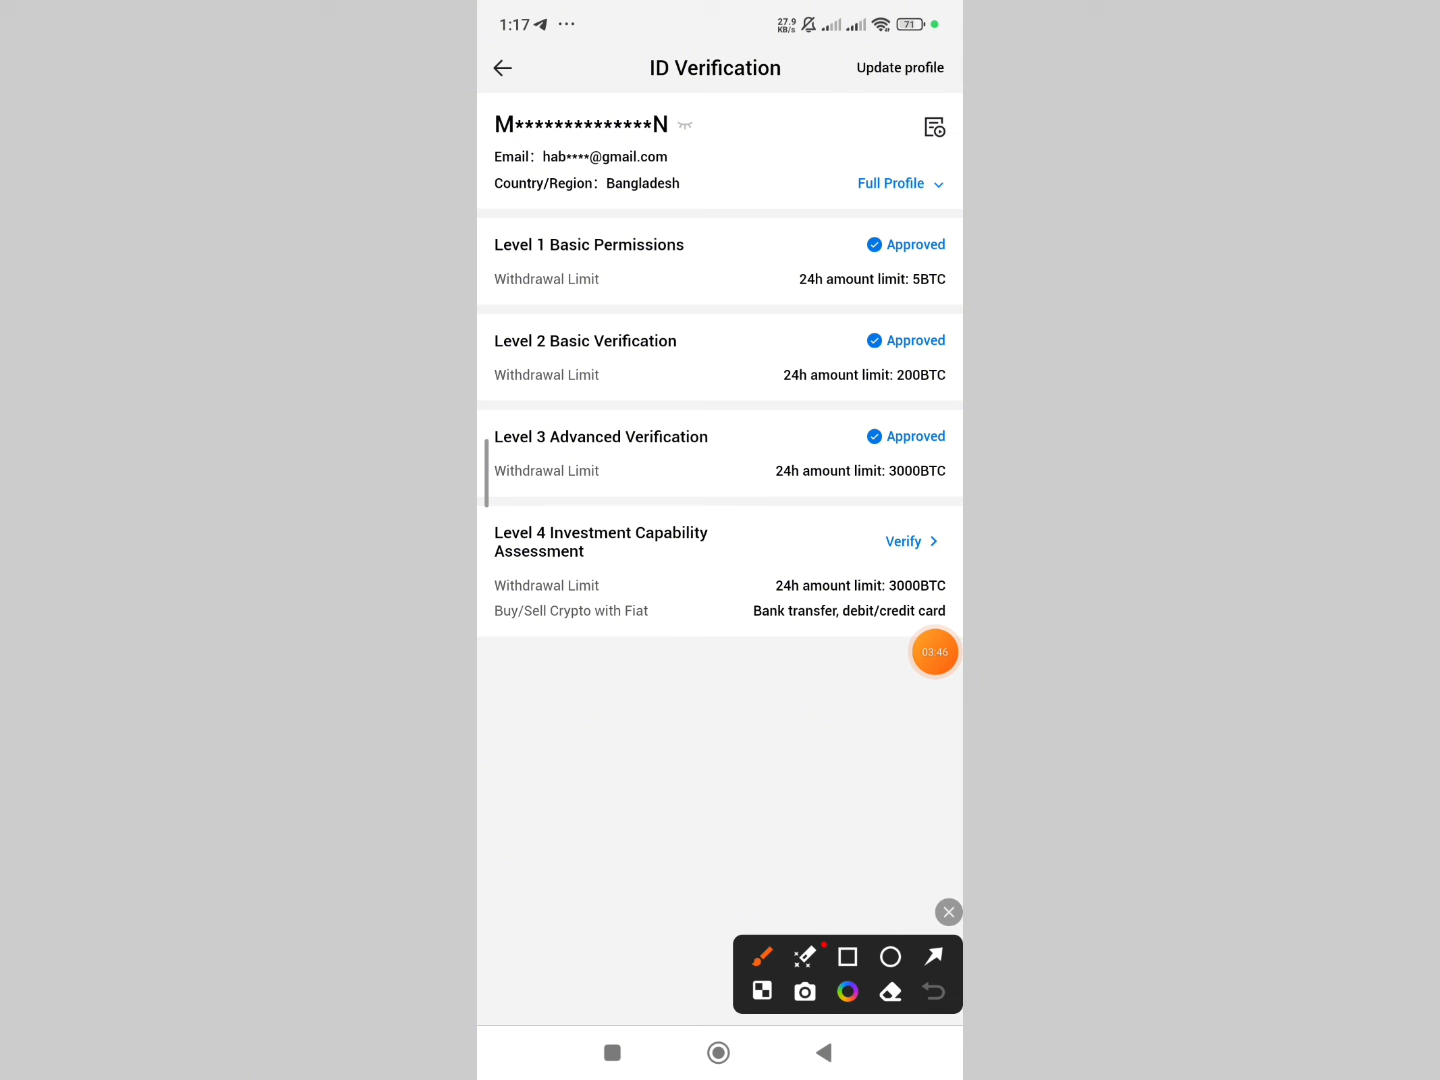 1:17 ...
27.9
KB/s
71
ID Verification
Update profile
M**************N
Email: hab****@gmail.com
Country/Region: Bangladesh
Full Profile
Level 1 Basic Permissions
Approved
Withdrawal Limit
24h amount limit: 5BTC
Level 2 Basic Verification
Approved
Withdrawal Limit
24h amount limit: 200BTC
Level 3 Advanced Verification
Approved
Withdrawal Limit
24h amount limit: 3000BTC
Level 4 Investment Capability
Assessment
Verify
Withdrawal Limit
24h amount limit: 3000BTC
Buy/Sell Crypto with Fiat
Bank transfer, debit/credit card
03:46